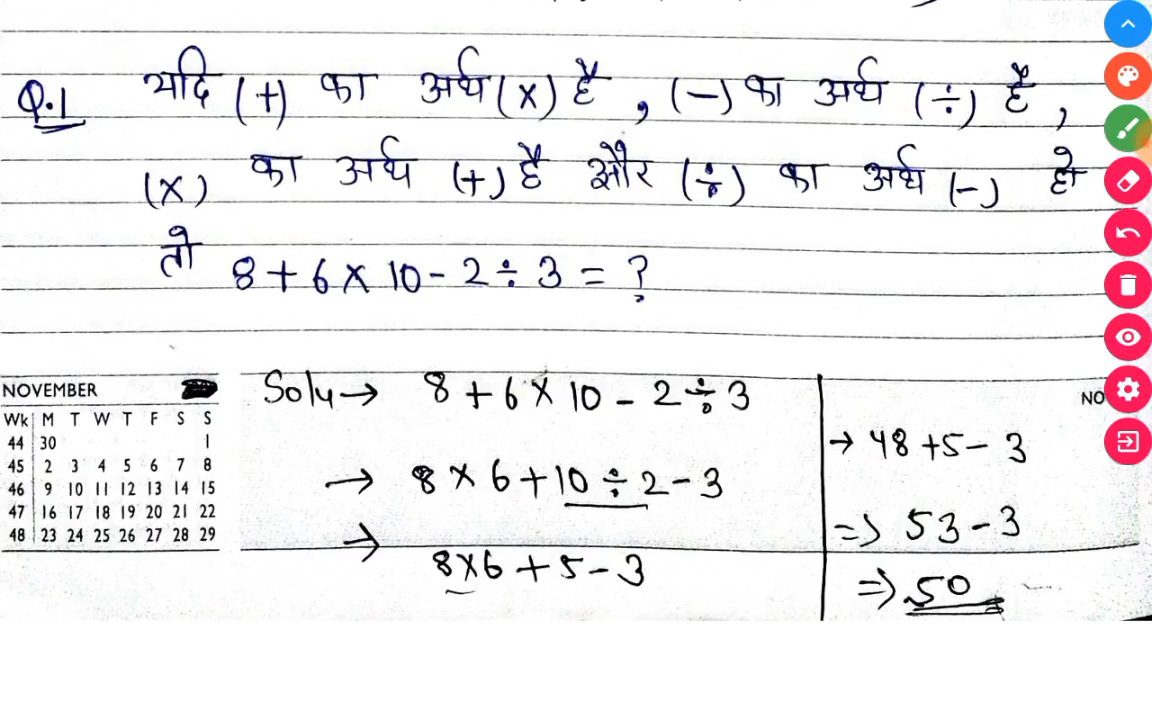 Q.1 यदि (+) का अर्थ (×) है , (−) का अर्थ (÷) है ,
(×) का अर्थ (+) है और (÷) का अर्थ (−) हो
तो 8 + 6 × 10 - 2 ÷ 3 = ?
NOVEMBER
Wk M T W T F S S
44 30 1
45 2 3 4 5 6 7 8
46 9 10 11 12 13 14 15
47 16 17 18 19 20 21 22
48 23 24 25 26 27 28 29
Solu → 8 + 6 × 10 - 2 ÷ 3
→ 8 × 6 + 10 ÷ 2 - 3
→ 8×6 + 5 - 3
NO
→ 48 + 5 - 3
=> 53 - 3
=> 50